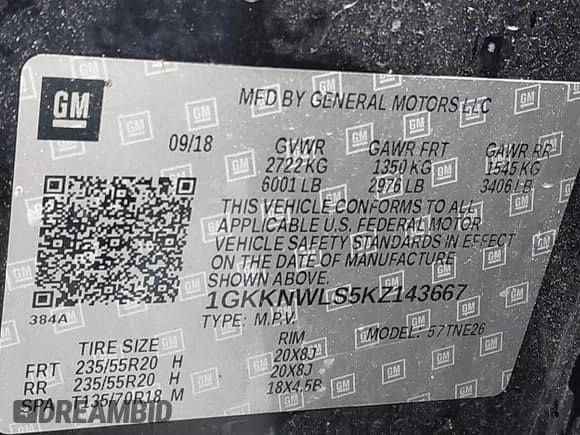 GM
MFD BY GENERAL MOTORS LLC
09/18 GVWR GAWR FRT GAWR RR
2722 KG 1350 KG 1545 KG
6001 LB 2976 LB 3406 LB
THIS VEHICLE CONFORMS TO ALL
APPLICABLE U.S. FEDERAL MOTOR
VEHICLE SAFETY STANDARDS IN EFFECT
ON THE DATE OF MANUFACTURE
SHOWN ABOVE.
384A
1GKKNWLS5KZ143667
TYPE: M.P.V. MODEL: 57TNE26
TIRE SIZE RIM
FRT 235/55R20 H 20X8J
RR 235/55R20 H 20X8J
SPA T135/70R18 M 18X4.5B
DREAMBID